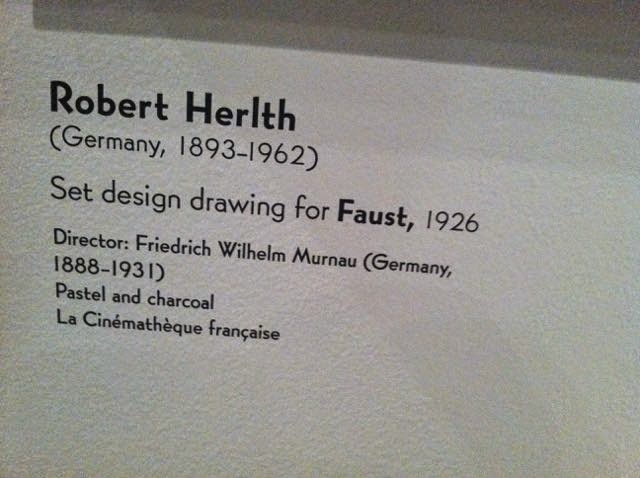 Robert Herlth
(Germany, 1893–1962)
Set design drawing for Faust, 1926
Director: Friedrich Wilhelm Murnau (Germany,
1888–1931)
Pastel and charcoal
La Cinémathèque française